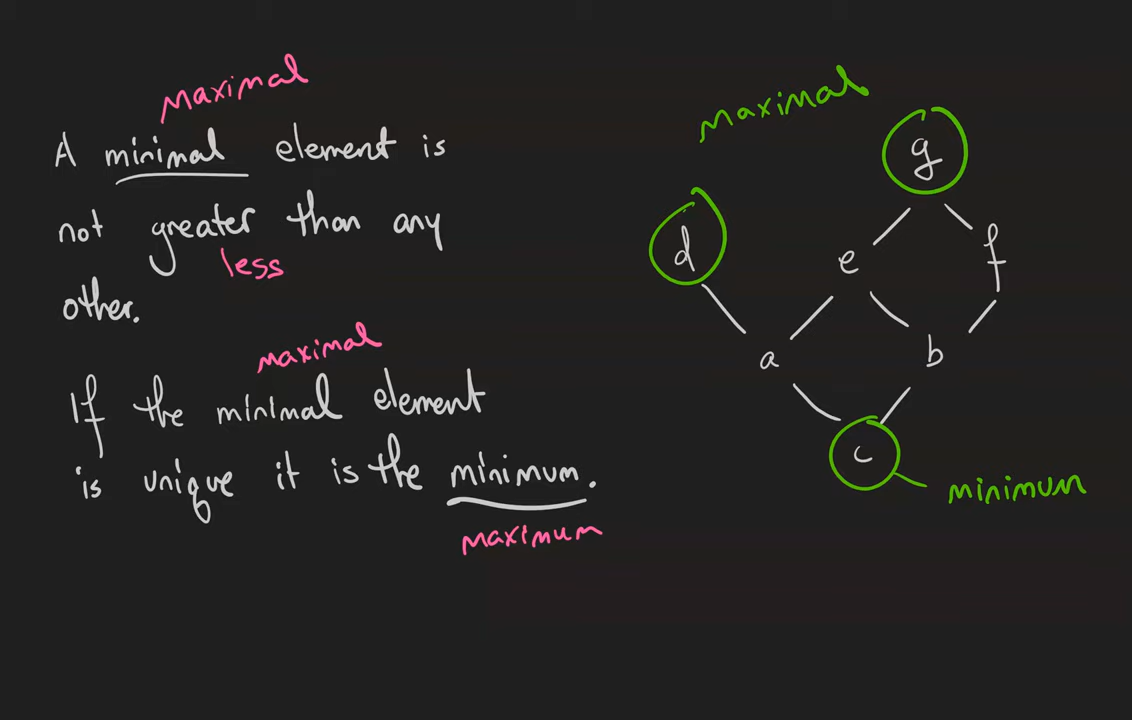 maximal
A minimal element is
not greater than any
less
other.
maximal
If the minimal element
is unique it is the minimum.
maximum
maximal
g
d
e
f
a
b
c
minimum